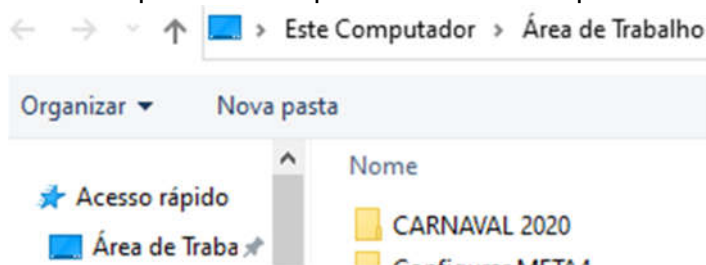 Este Computador > Área de Trabalho
Organizar Nova pasta
Nome
Acesso rápido
CARNAVAL 2020
Área de Traba